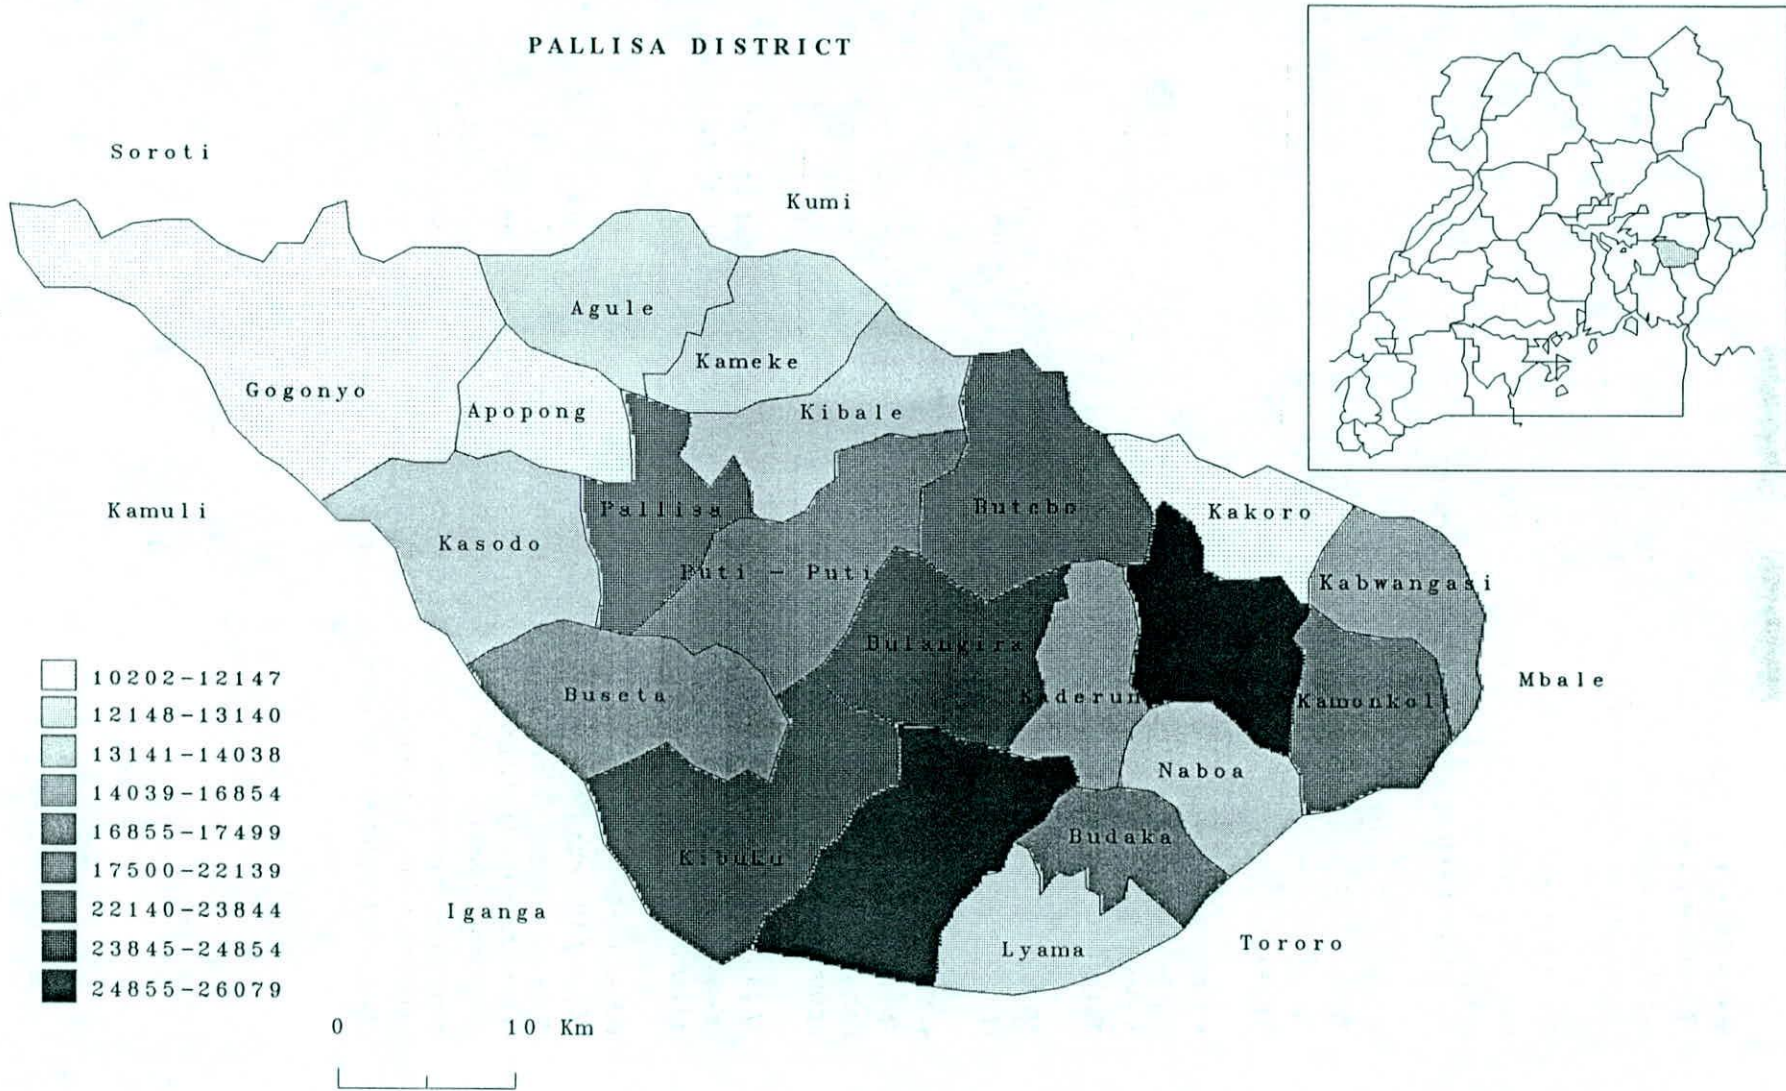 PALLISA DISTRICT
Soroti
Kumi
Agule
Kameke
Gogonyo
Apopong
Kibale
Kamuli
Pallisa
Butebo
Kakoro
Kasodo
Puti - Puti
Kabwangasi
Bulangira
Buseta
Kaderun
Kamonkoli
Mbale
Naboa
Budaka
Kibuku
Iganga
Lyama
Tororo
10202-12147
12148-13140
13141-14038
14039-16854
16855-17499
17500-22139
22140-23844
23845-24854
24855-26079
0 10 Km